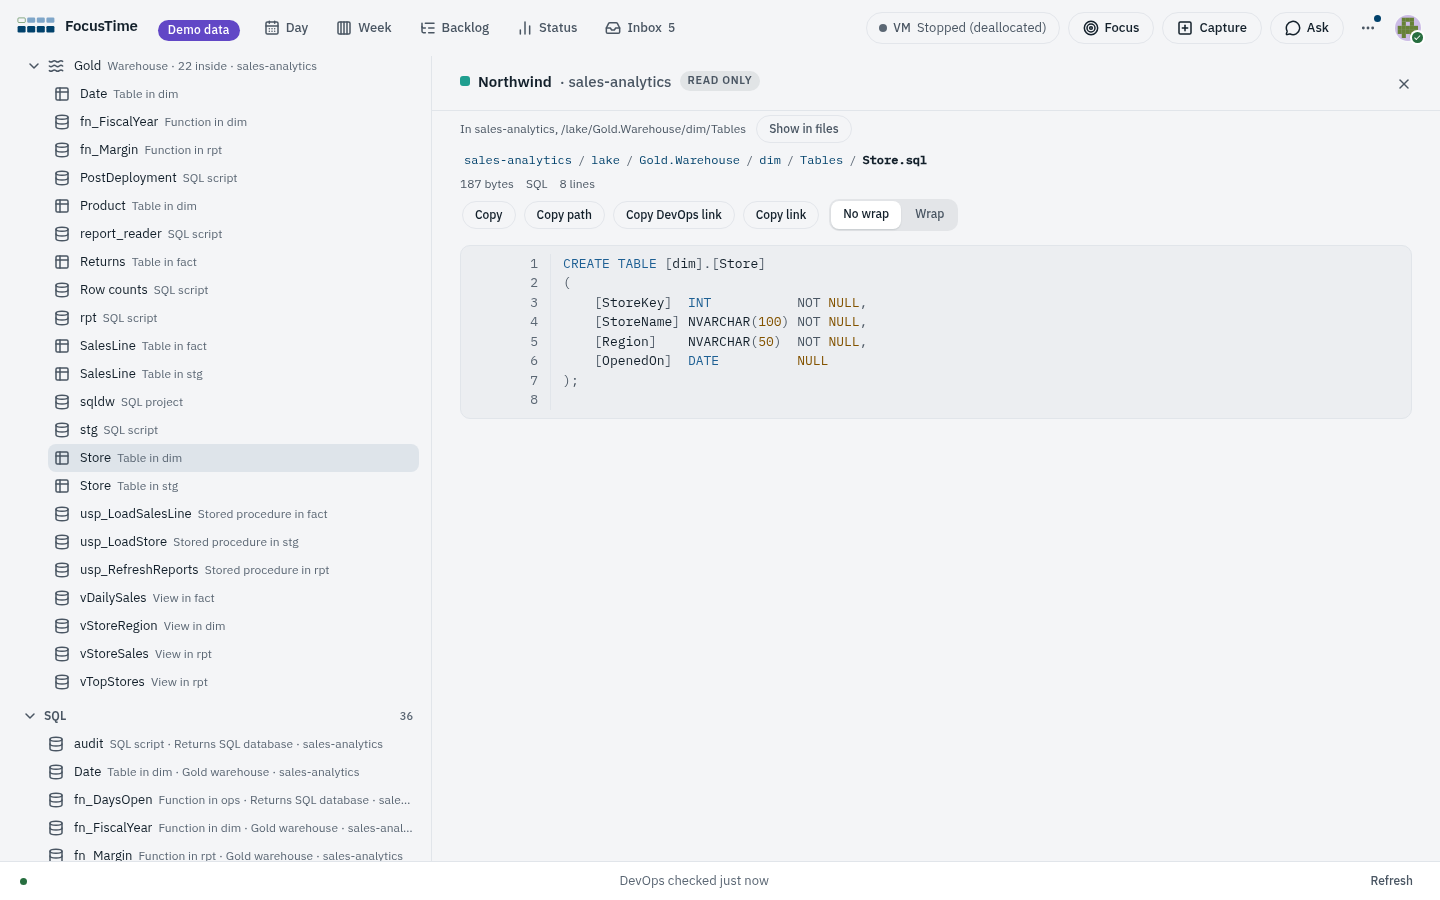 FocusTime
Demo data
Day
Week
Backlog
Status
Inbox 5
VM Stopped (deallocated)
Focus
Capture
Ask
Gold Warehouse · 22 inside · sales-analytics
Date Table in dim
fn_FiscalYear Function in dim
fn_Margin Function in rpt
PostDeployment SQL script
Product Table in dim
report_reader SQL script
Returns Table in fact
Row counts SQL script
rpt SQL script
SalesLine Table in fact
SalesLine Table in stg
sqldw SQL project
stg SQL script
Store Table in dim
Store Table in stg
usp_LoadSalesLine Stored procedure in fact
usp_LoadStore Stored procedure in stg
usp_RefreshReports Stored procedure in rpt
vDailySales View in fact
vStoreRegion View in dim
vStoreSales View in rpt
vTopStores View in rpt
SQL 36
audit SQL script · Returns SQL database · sales-analytics
Date Table in dim · Gold warehouse · sales-analytics
fn_DaysOpen Function in ops · Returns SQL database · sale...
fn_FiscalYear Function in dim · Gold warehouse · sales-anal...
fn_Margin Function in rpt · Gold warehouse · sales-analytics
Northwind · sales-analytics READ ONLY
In sales-analytics, /lake/Gold.Warehouse/dim/Tables Show in files
sales-analytics / lake / Gold.Warehouse / dim / Tables / Store.sql
187 bytes SQL 8 lines
Copy Copy path Copy DevOps link Copy link No wrap Wrap
1 CREATE TABLE [dim].[Store]
2 (
3     [StoreKey]  INT           NOT NULL,
4     [StoreName] NVARCHAR(100) NOT NULL,
5     [Region]    NVARCHAR(50)  NOT NULL,
6     [OpenedOn]  DATE          NULL
7 );
8
DevOps checked just now
Refresh